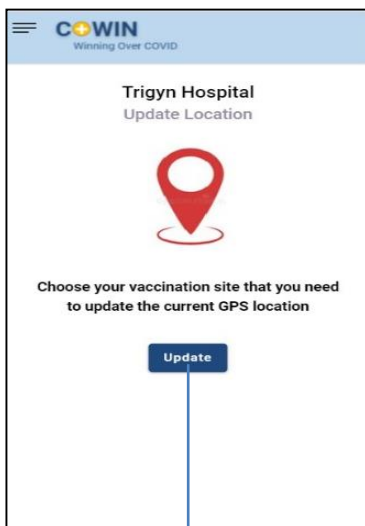 COWIN
Winning Over COVID
Trigyn Hospital
Update Location
Choose your vaccination site that you need
to update the current GPS location
Update